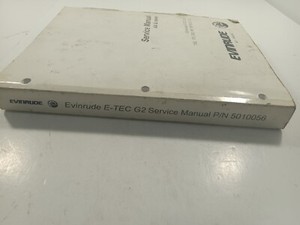 Service Manual
EVINRUDE
EVINRUDE Evinrude E-TEC G2 Service Manual P/N 5010056